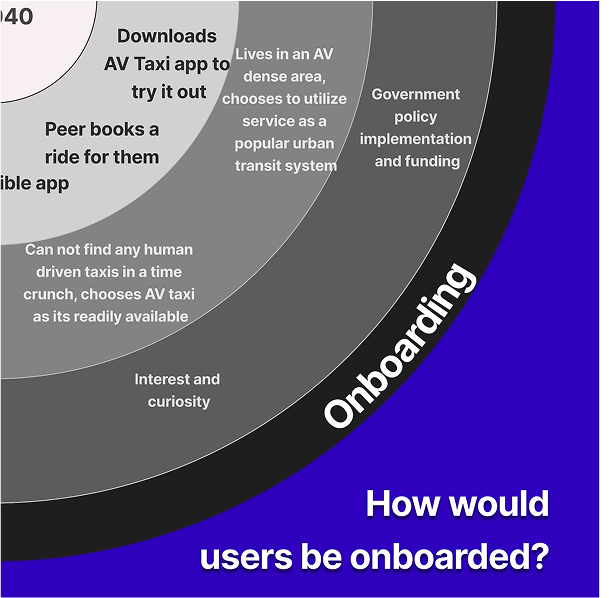 040
Downloads
AV Taxi app to
try it out
Peer books a
ride for them
ible app
Lives in an AV
dense area,
chooses to utilize
service as a
popular urban
transit system
Government
policy
implementation
and funding
Can not find any human
driven taxis in a time
crunch, chooses AV taxi
as its readily available
Interest and
curiosity
Onboarding
How would
users be onboarded?